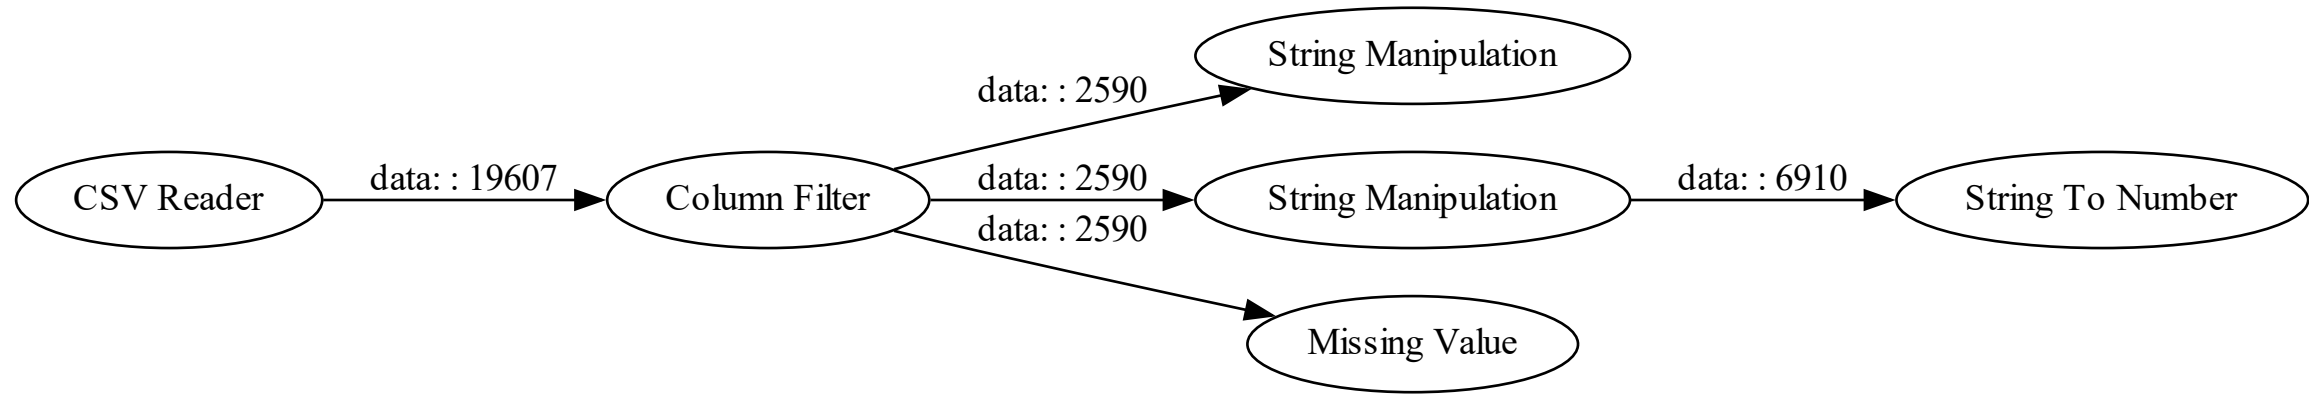 CSV Reader
data: : 19607
Column Filter
data: : 2590
String Manipulation
data: : 2590
String Manipulation
data: : 6910
String To Number
data: : 2590
Missing Value